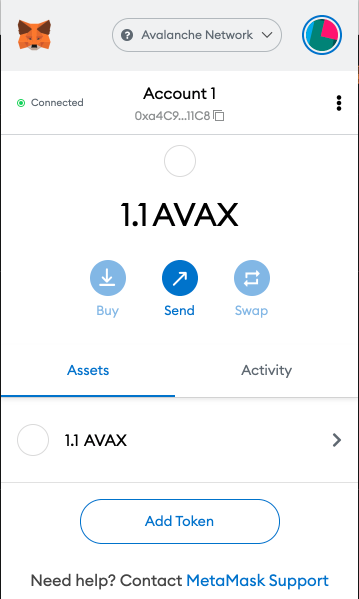 Avalanche Network
Connected
Account 1
0xa4C9...11C8
1.1 AVAX
Buy
Send
Swap
Assets
Activity
1.1 AVAX
Add Token
Need help? Contact MetaMask Support